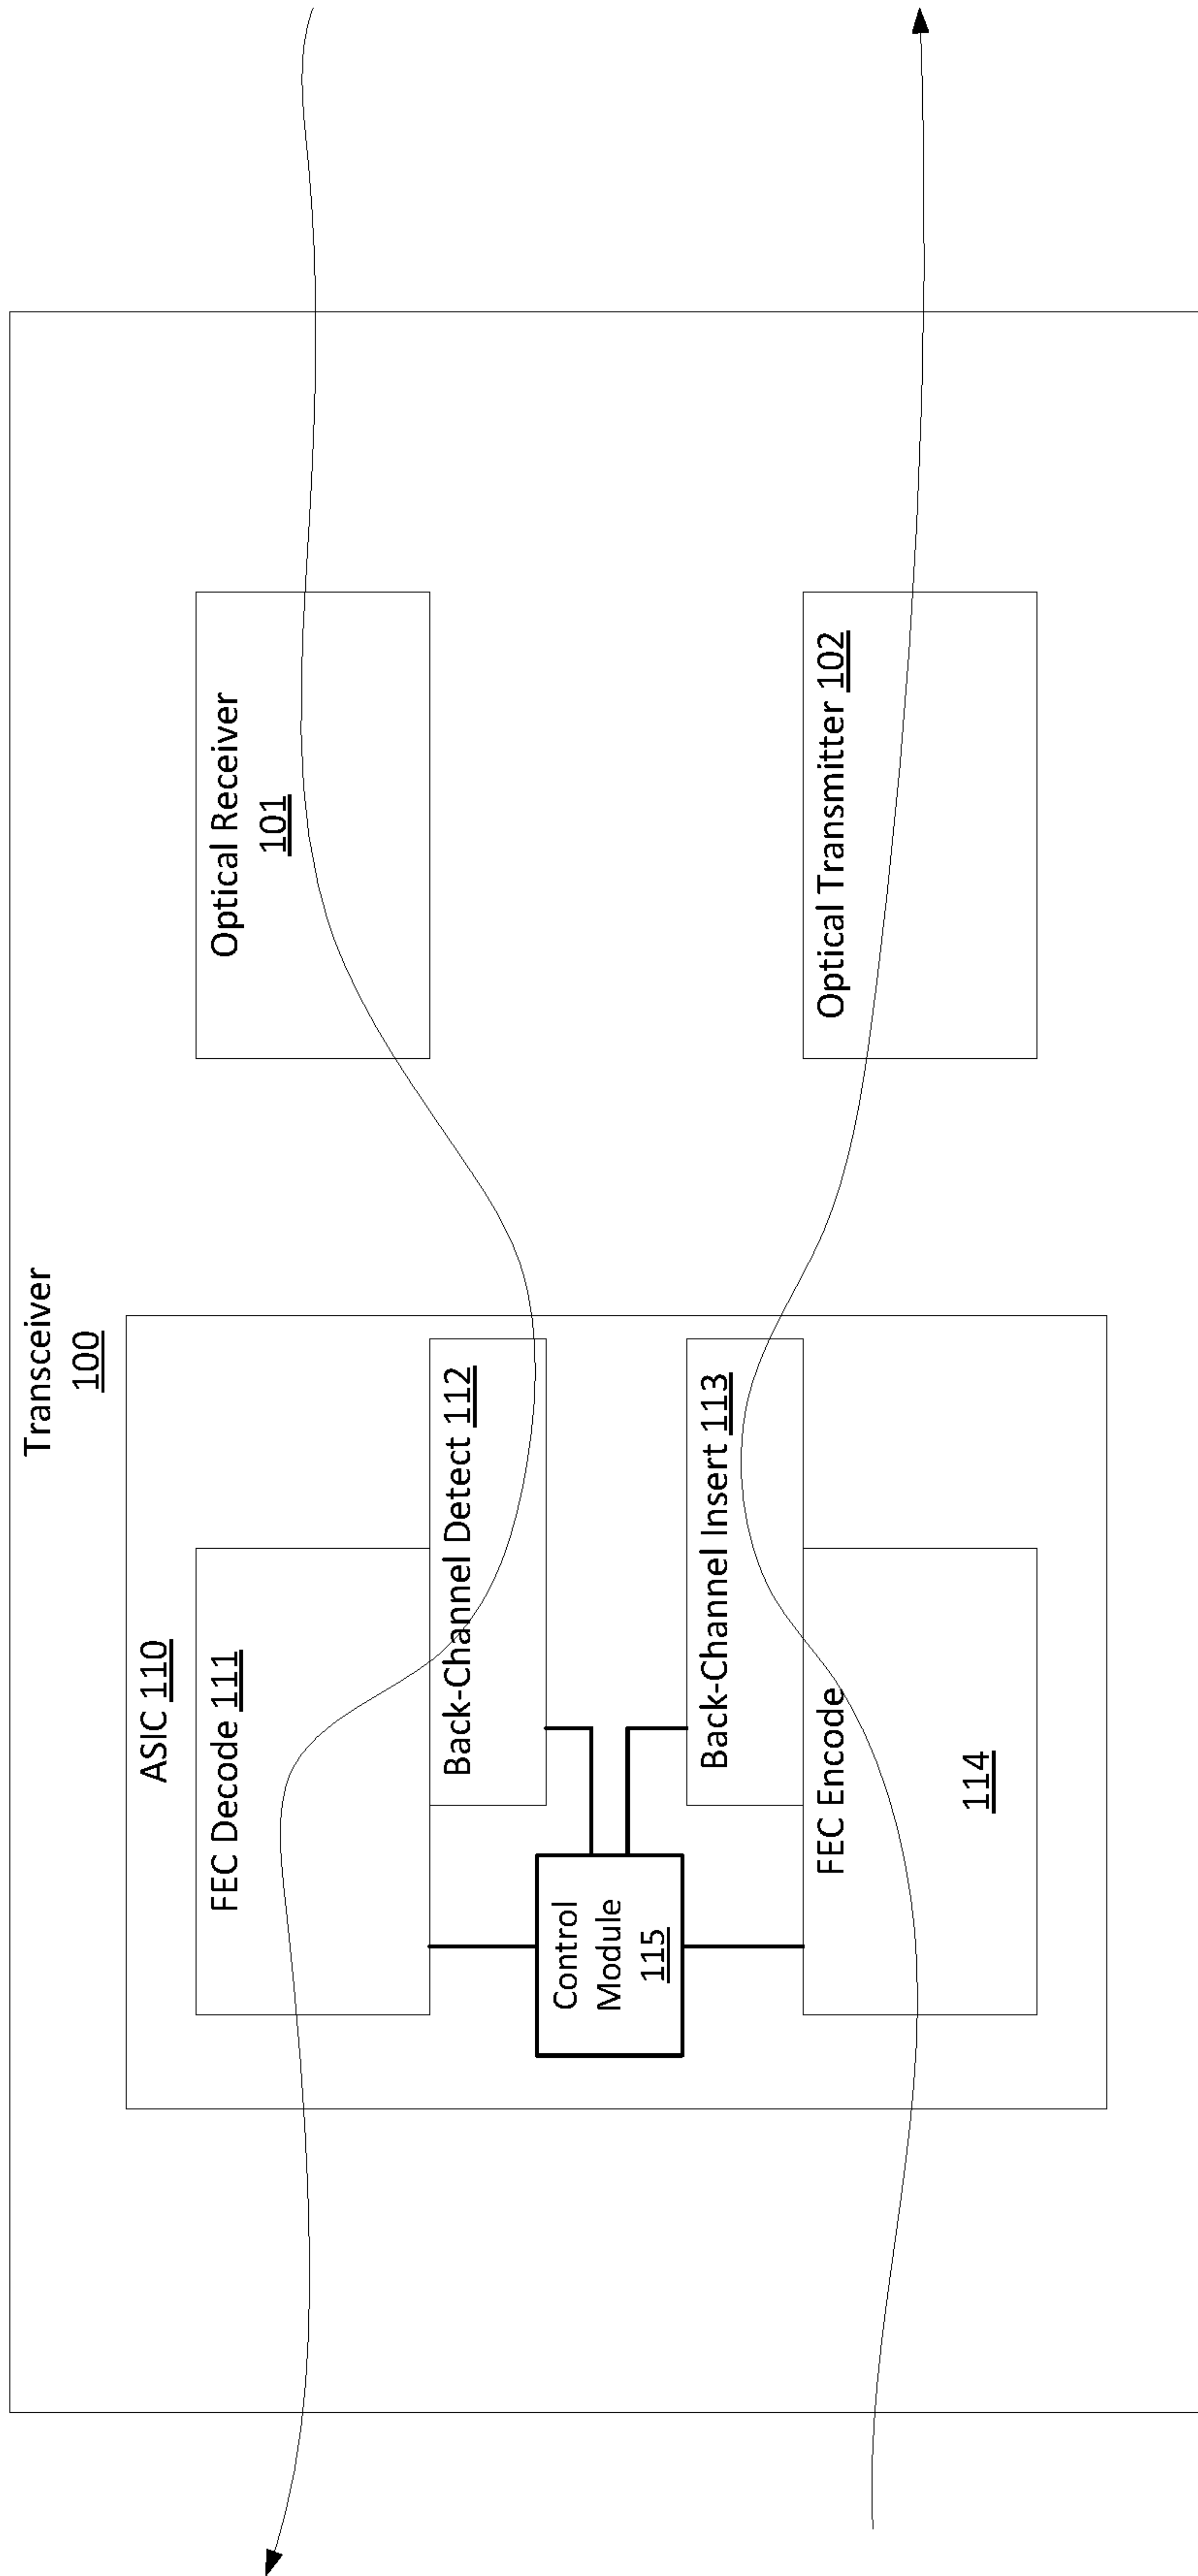 Transceiver
100
ASIC 110
FEC Decode 111
Back-Channel Detect 112
Control
Module
115
Back-Channel Insert 113
FEC Encode
114
Optical Receiver
101
Optical Transmitter 102